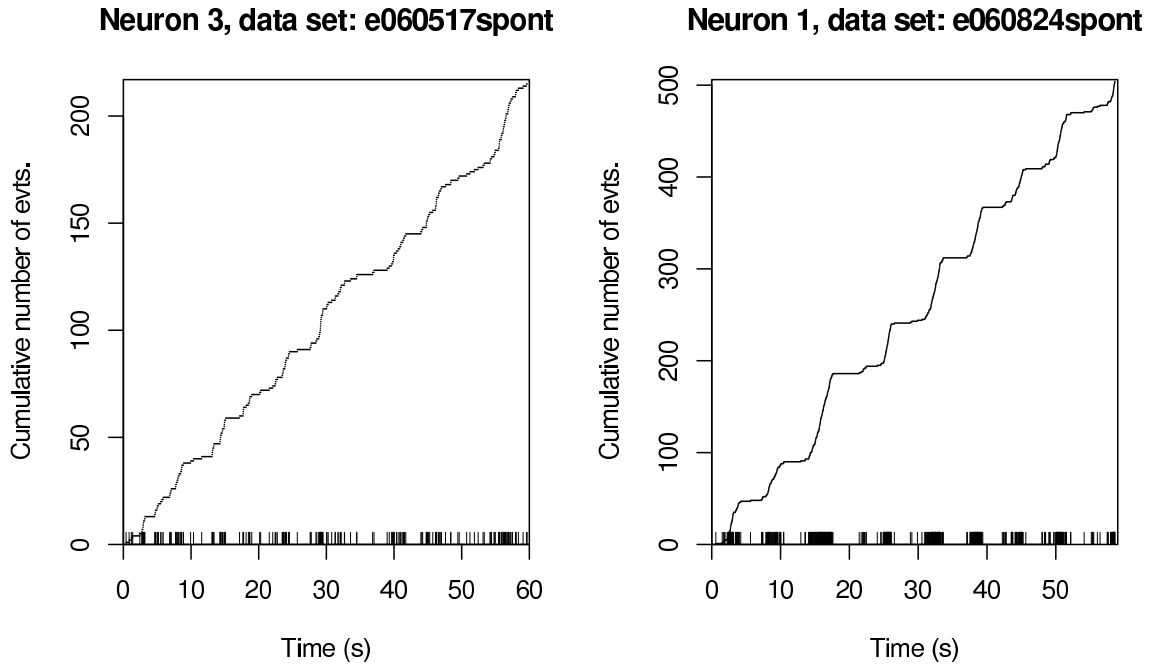 Neuron 3, data set: e060517spont
Cumulative number of evts.
200
150
100
50
0
0 10 20 30 40 50 60
Time (s)
Neuron 1, data set: e060824spont
Cumulative number of evts.
500
400
300
200
100
0
0 10 20 30 40 50
Time (s)